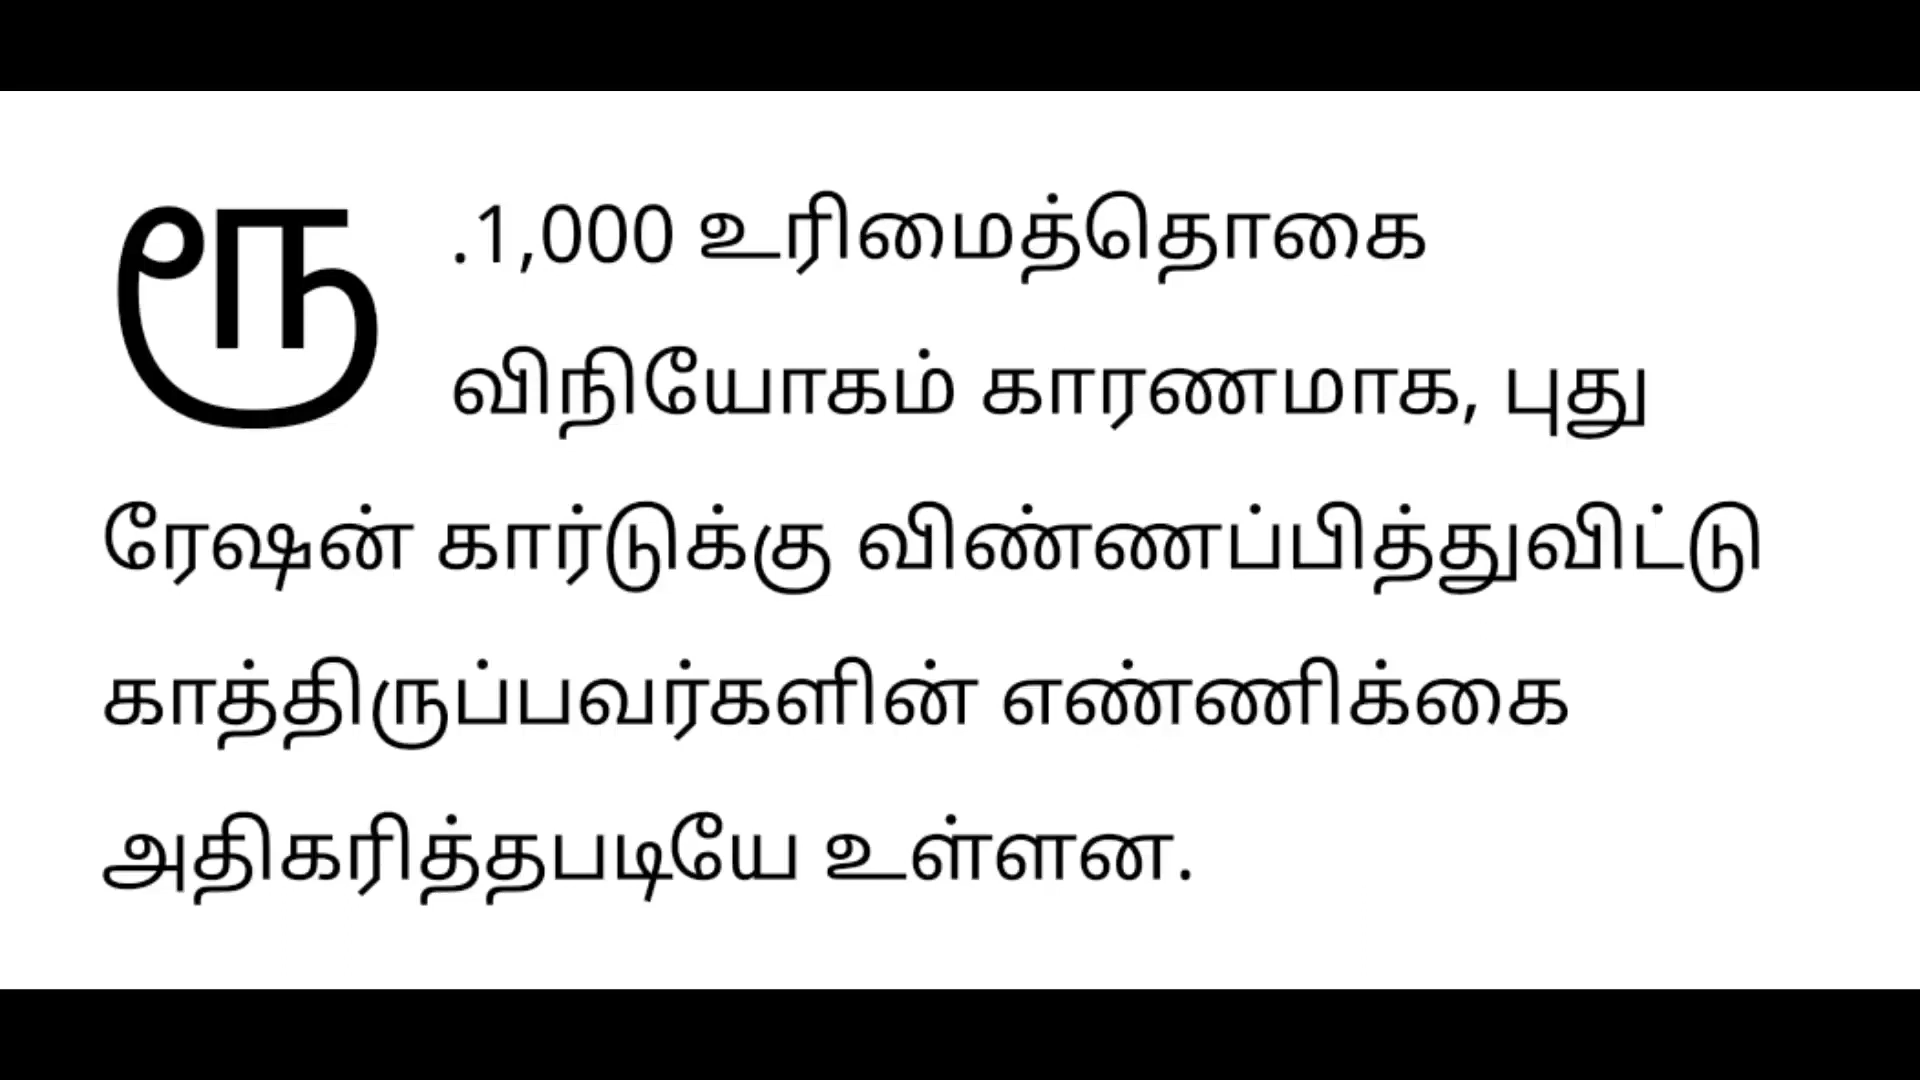 ரூ.1,000 உரிமைத்தொகை
விநியோகம் காரணமாக, புது
ரேஷன் கார்டுக்கு விண்ணப்பித்துவிட்டு
காத்திருப்பவர்களின் எண்ணிக்கை
அதிகரித்தபடியே உள்ளன.